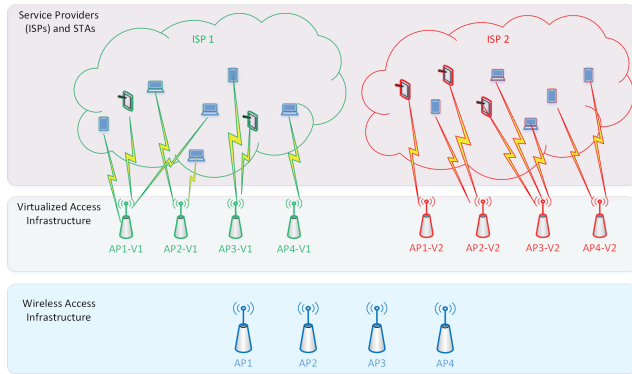 Service Providers
(ISPs) and STAs
ISP 1
ISP 2
Virtualized Access
Infrastructure
AP1-V1
AP2-V1
AP3-V1
AP4-V1
AP1-V2
AP2-V2
AP3-V2
AP4-V2
Wireless Access
Infrastructure
AP1
AP2
AP3
AP4